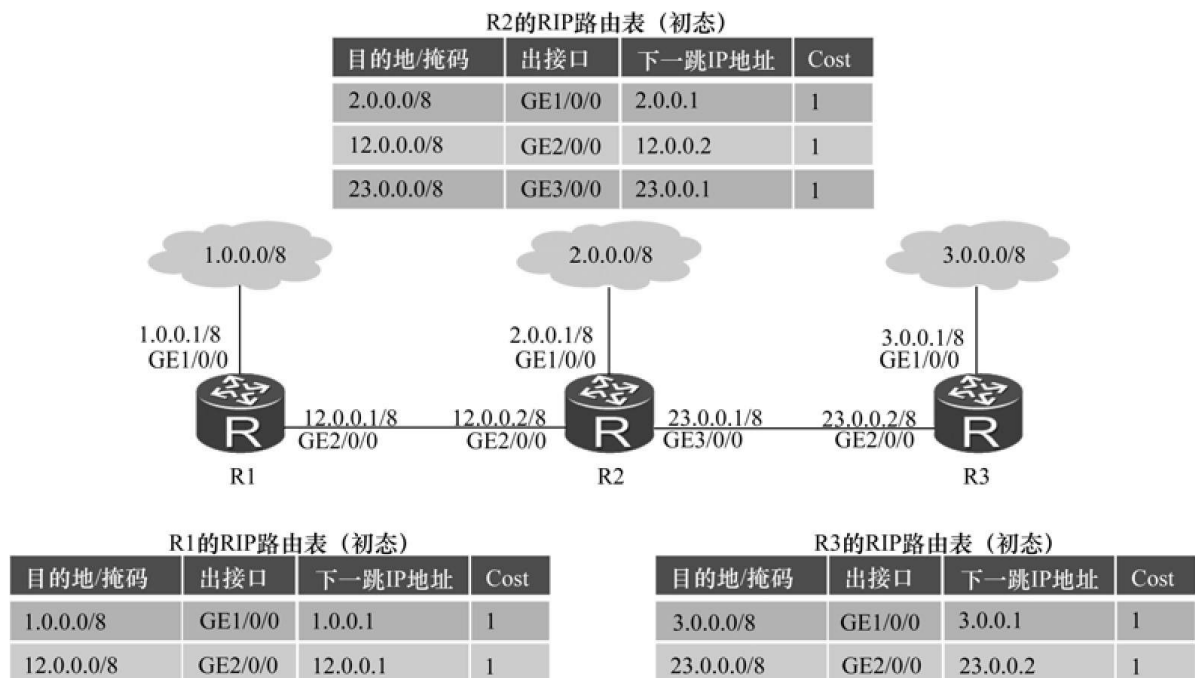 R2的RIP路由表（初态）
目的地/掩码 出接口 下一跳IP地址 Cost
2.0.0.0/8 GE1/0/0 2.0.0.1 1
12.0.0.0/8 GE2/0/0 12.0.0.2 1
23.0.0.0/8 GE3/0/0 23.0.0.1 1
1.0.0.0/8 2.0.0.0/8 3.0.0.0/8
1.0.0.1/8 2.0.0.1/8 3.0.0.1/8
GE1/0/0 GE1/0/0 GE1/0/0
12.0.0.1/8 12.0.0.2/8 23.0.0.1/8 23.0.0.2/8
R GE2/0/0 GE2/0/0 R GE3/0/0 GE2/0/0 R
R1 R2 R3
R1的RIP路由表（初态）
目的地/掩码 出接口 下一跳IP地址 Cost
1.0.0.0/8 GE1/0/0 1.0.0.1 1
12.0.0.0/8 GE2/0/0 12.0.0.1 1
R3的RIP路由表（初态）
目的地/掩码 出接口 下一跳IP地址 Cost
3.0.0.0/8 GE1/0/0 3.0.0.1 1
23.0.0.0/8 GE2/0/0 23.0.0.2 1